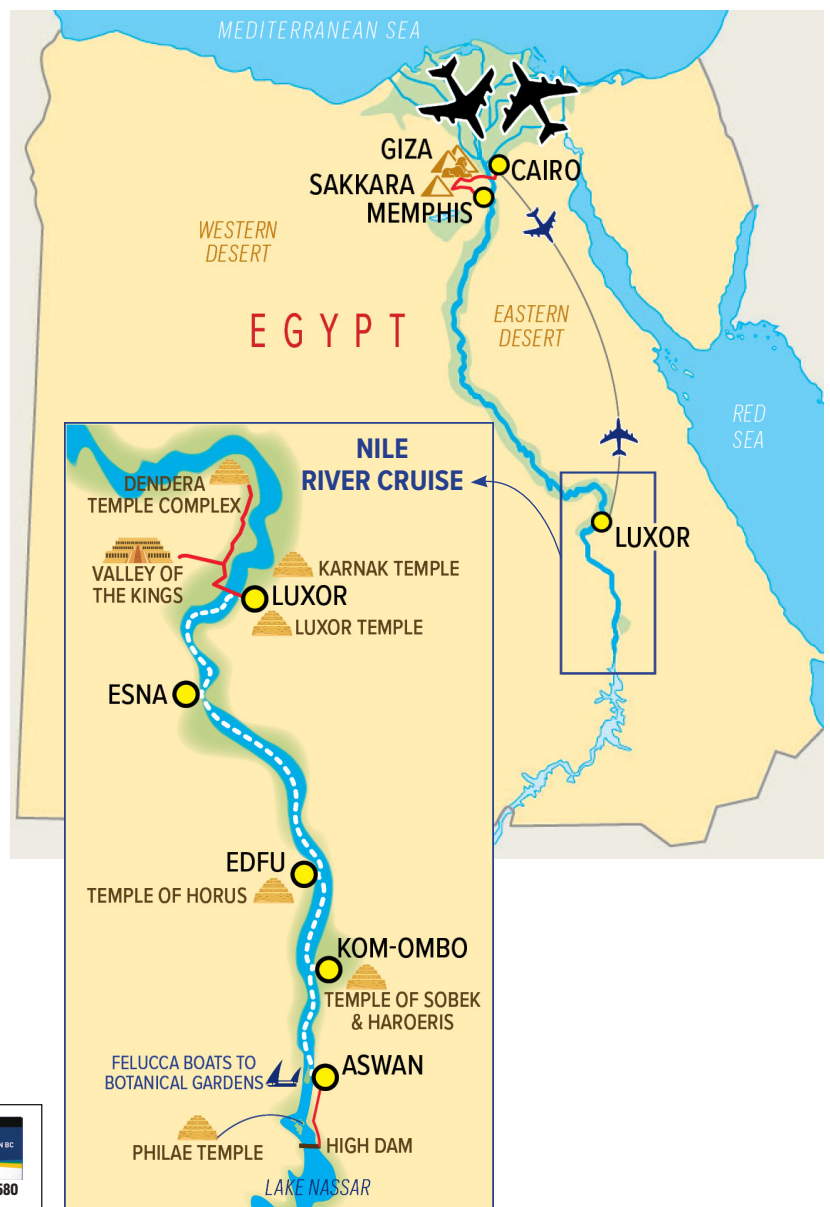 MEDITERRANEAN SEA
GIZA
CAIRO
SAKKARA
MEMPHIS
WESTERN
DESERT
EASTERN
DESERT
EGYPT
RED
SEA
NILE
RIVER CRUISE
LUXOR
DENDERA
TEMPLE COMPLEX
VALLEY OF
THE KINGS
KARNAK TEMPLE
LUXOR
LUXOR TEMPLE
ESNA
EDFU
TEMPLE OF HORUS
KOM-OMBO
TEMPLE OF SOBEK
& HAROERIS
FELUCCA BOATS TO
BOTANICAL GARDENS
ASWAN
PHILAE TEMPLE
HIGH DAM
LAKE NASSAR
N BC
580